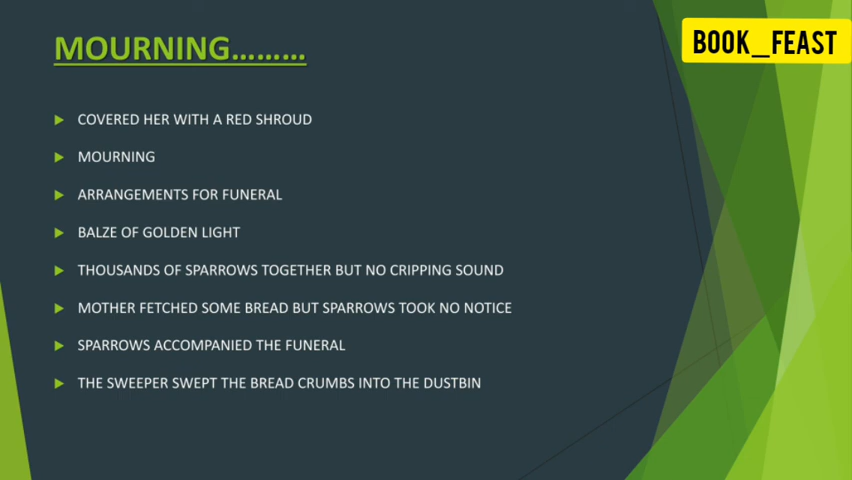 MOURNING.........
BOOK_FEAST
COVERED HER WITH A RED SHROUD
MOURNING
ARRANGEMENTS FOR FUNERAL
BALZE OF GOLDEN LIGHT
THOUSANDS OF SPARROWS TOGETHER BUT NO CRIPPING SOUND
MOTHER FETCHED SOME BREAD BUT SPARROWS TOOK NO NOTICE
SPARROWS ACCOMPANIED THE FUNERAL
THE SWEEPER SWEPT THE BREAD CRUMBS INTO THE DUSTBIN